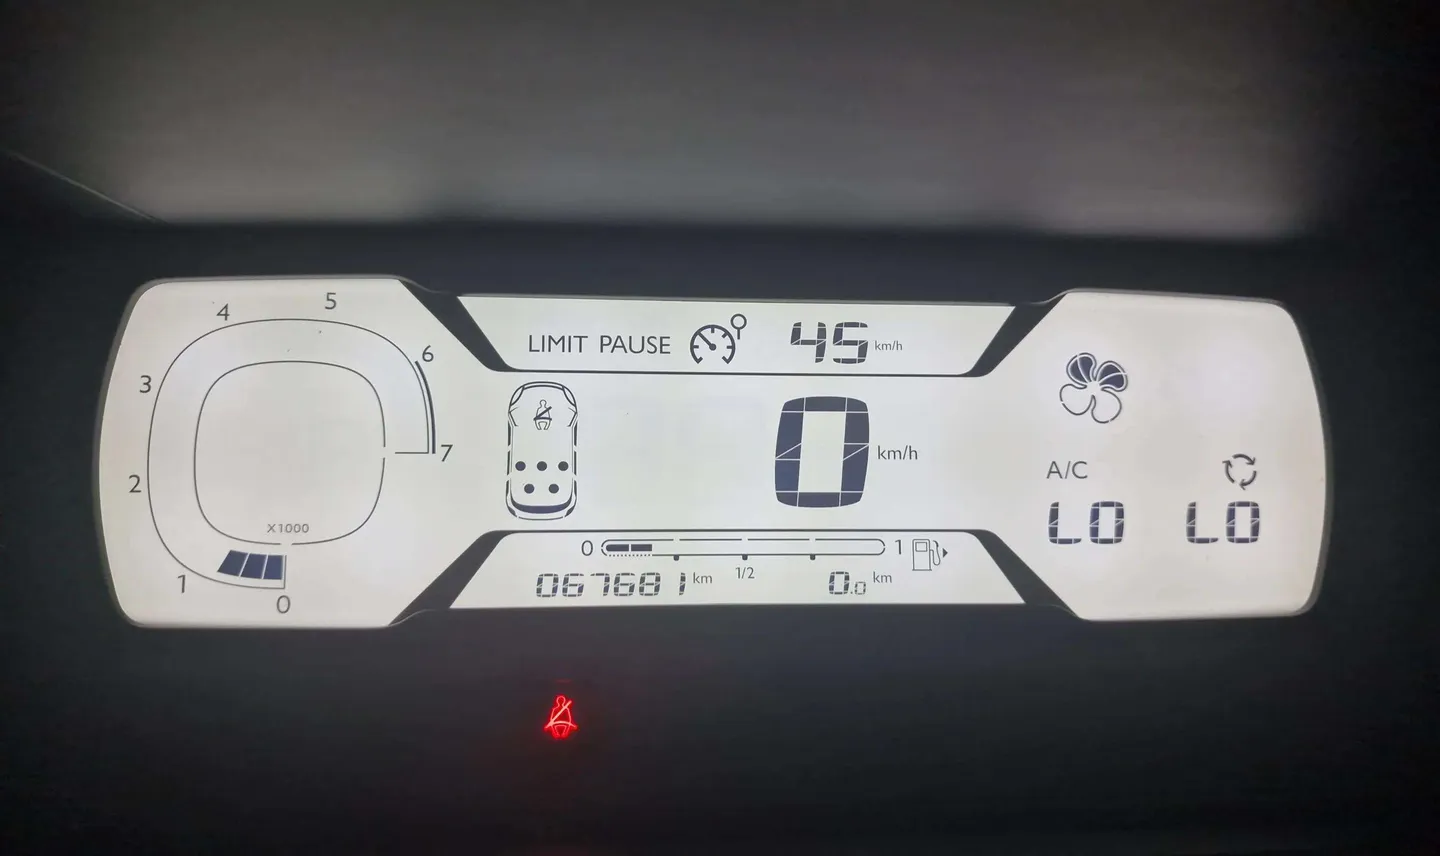 LIMIT PAUSE 45 km/h
4 5
3 6
2 7
1 0
X1000
0 km/h
0 1/2 1
067681 km 0.0 km
A/C
LO LO